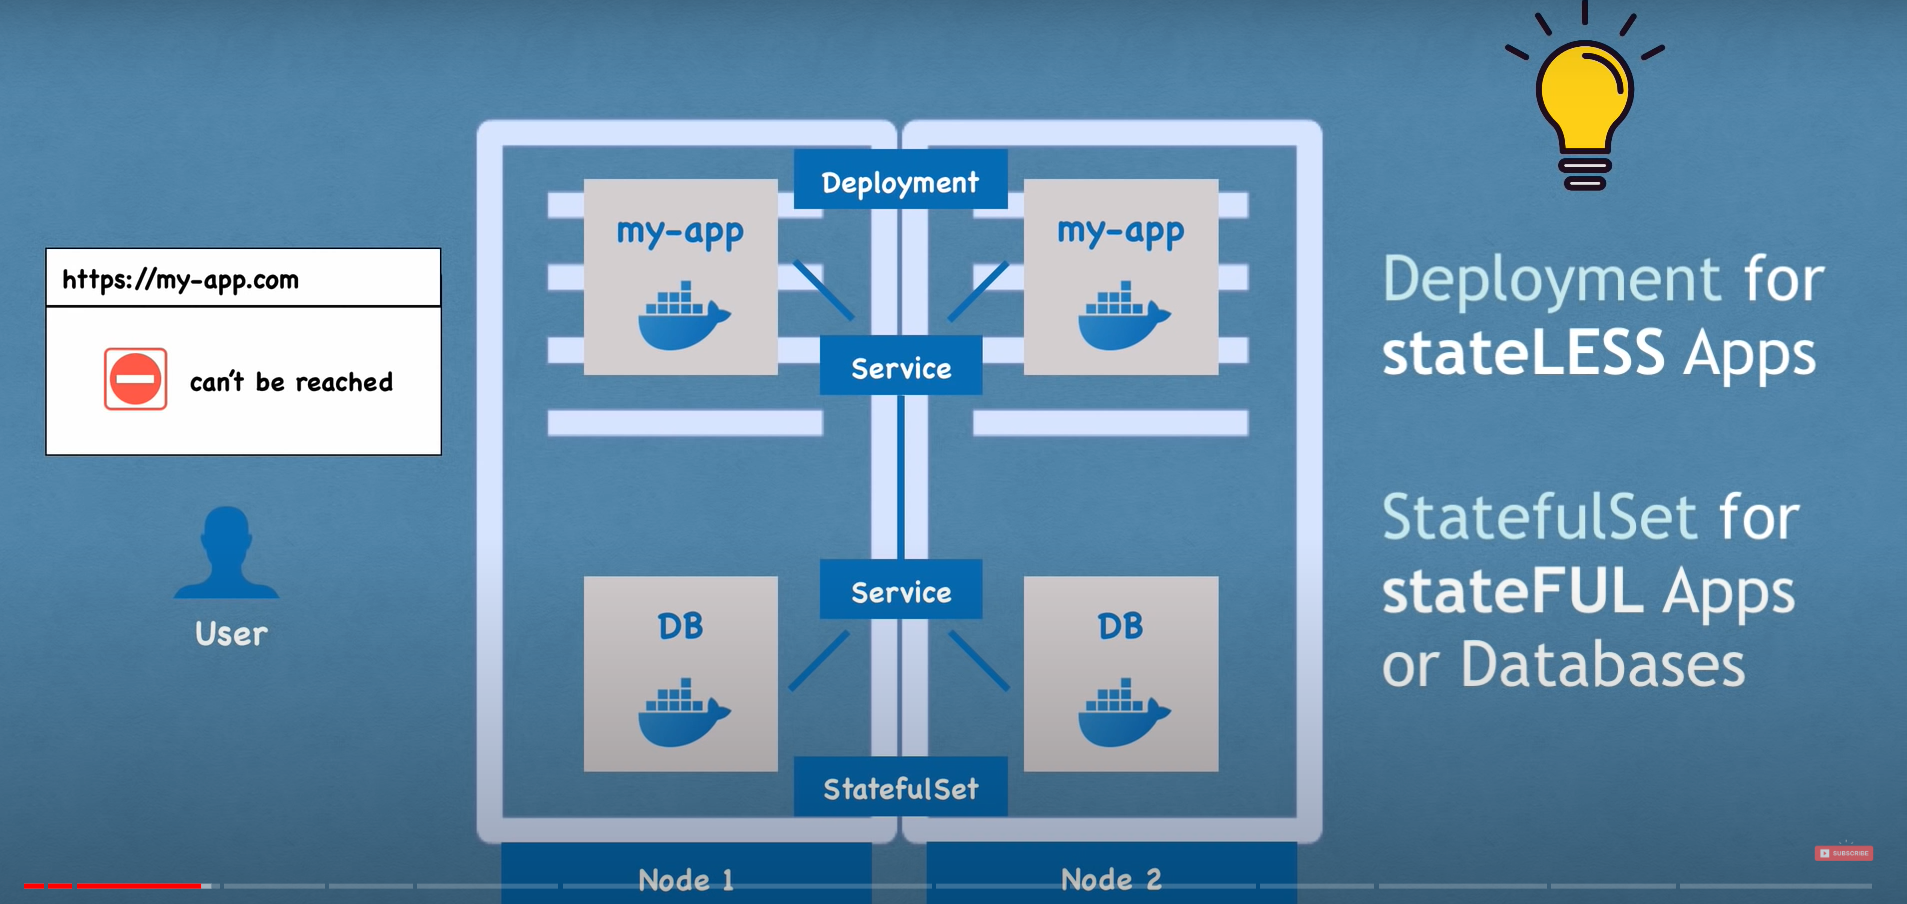 https://my-app.com
can't be reached
User
Deployment
my-app
my-app
Service
Service
DB
DB
StatefulSet
Node 1
Node 2
Deployment for
stateLESS Apps
StatefulSet for
stateFUL Apps
or Databases
SUBSCRIBE